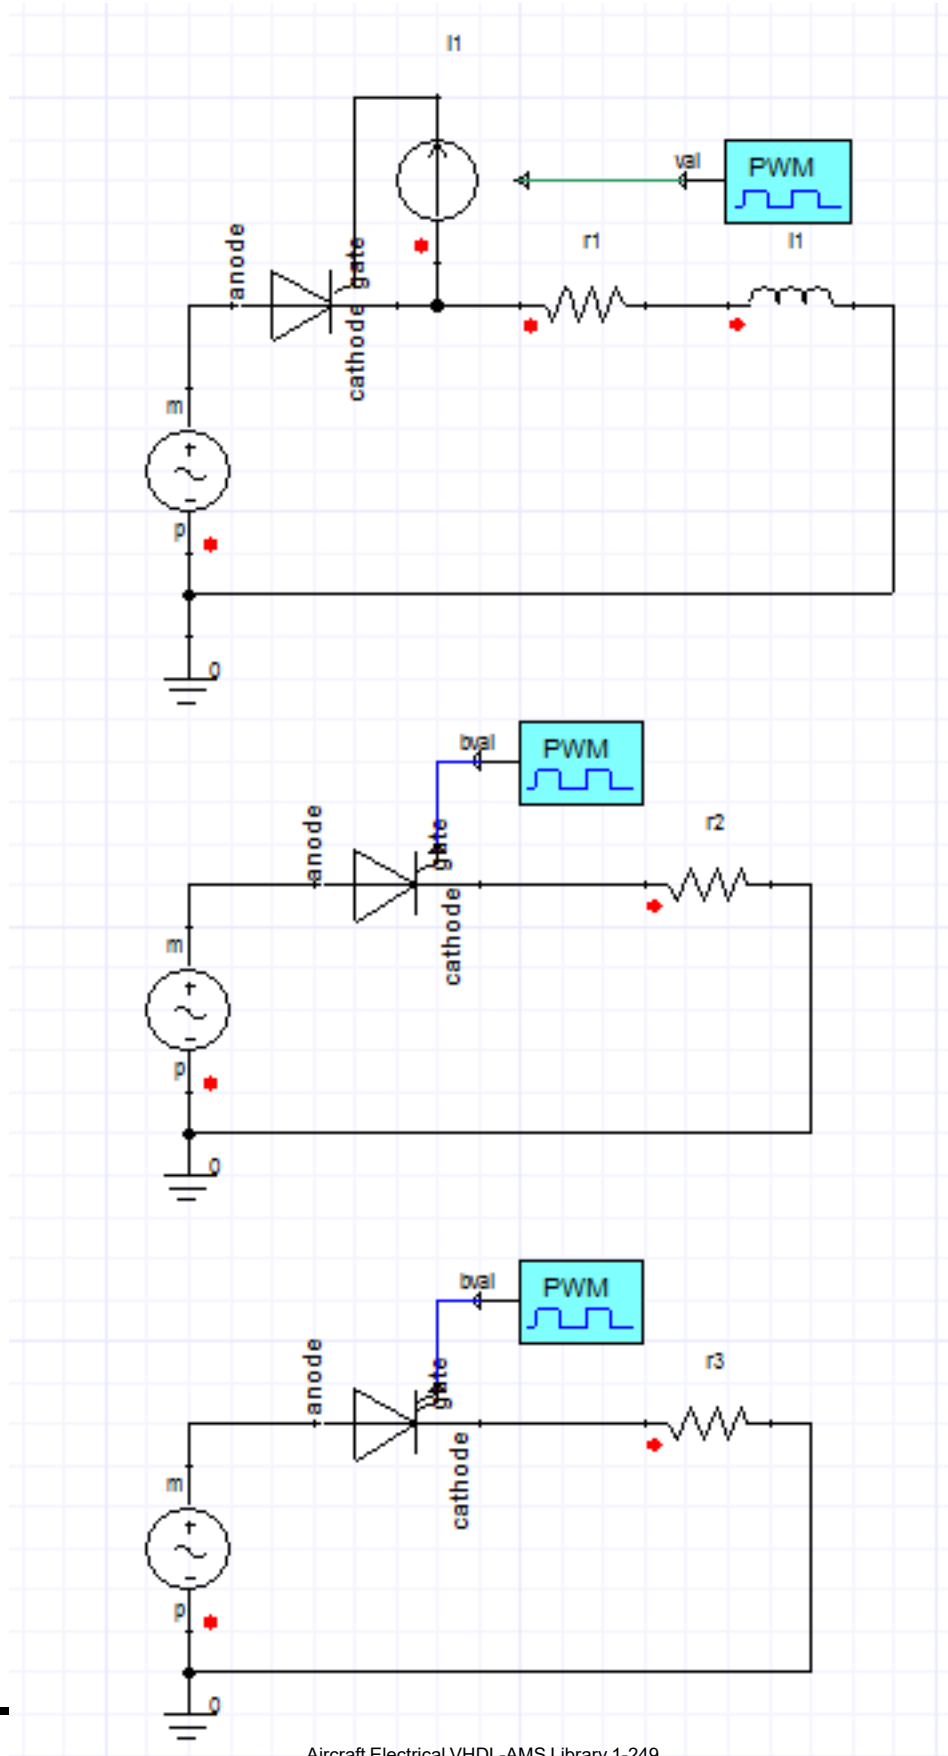 I1
val
PWM
r1
l1
anode
gate
cathode
m
+
-
p
0
bval
PWM
r2
anode
gate
cathode
m
+
-
p
0
bval
PWM
r3
anode
gate
cathode
m
+
-
p
0
Aircraft Electrical VHDL-AMS Library 1-249